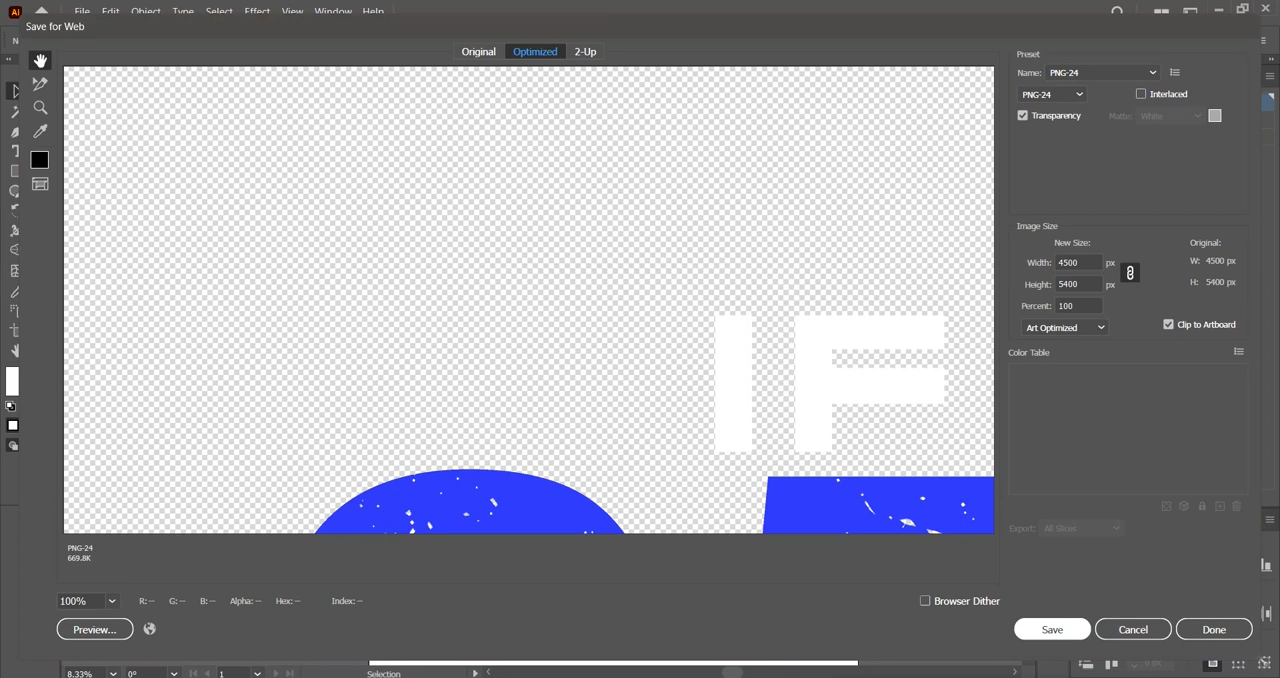 File Edit Object Type Select Effect View Window Help
Save for Web
Original Optimized 2-Up
Preset
Name: PNG-24
PNG-24 Interlaced
Transparency Matte: White
IF
Image Size
New Size: Original:
Width: 4500 px W: 4500 px
Height: 5400 px H: 5400 px
Percent: 100
Art Optimized Clip to Artboard
Color Table
Export: All Slices
PNG-24
669.8K
100% R: -- G: -- B: -- Alpha: -- Hex: -- Index: --
Browser Dither
Preview... Save Cancel Done
8.33% 0° 1 Selection 0 px